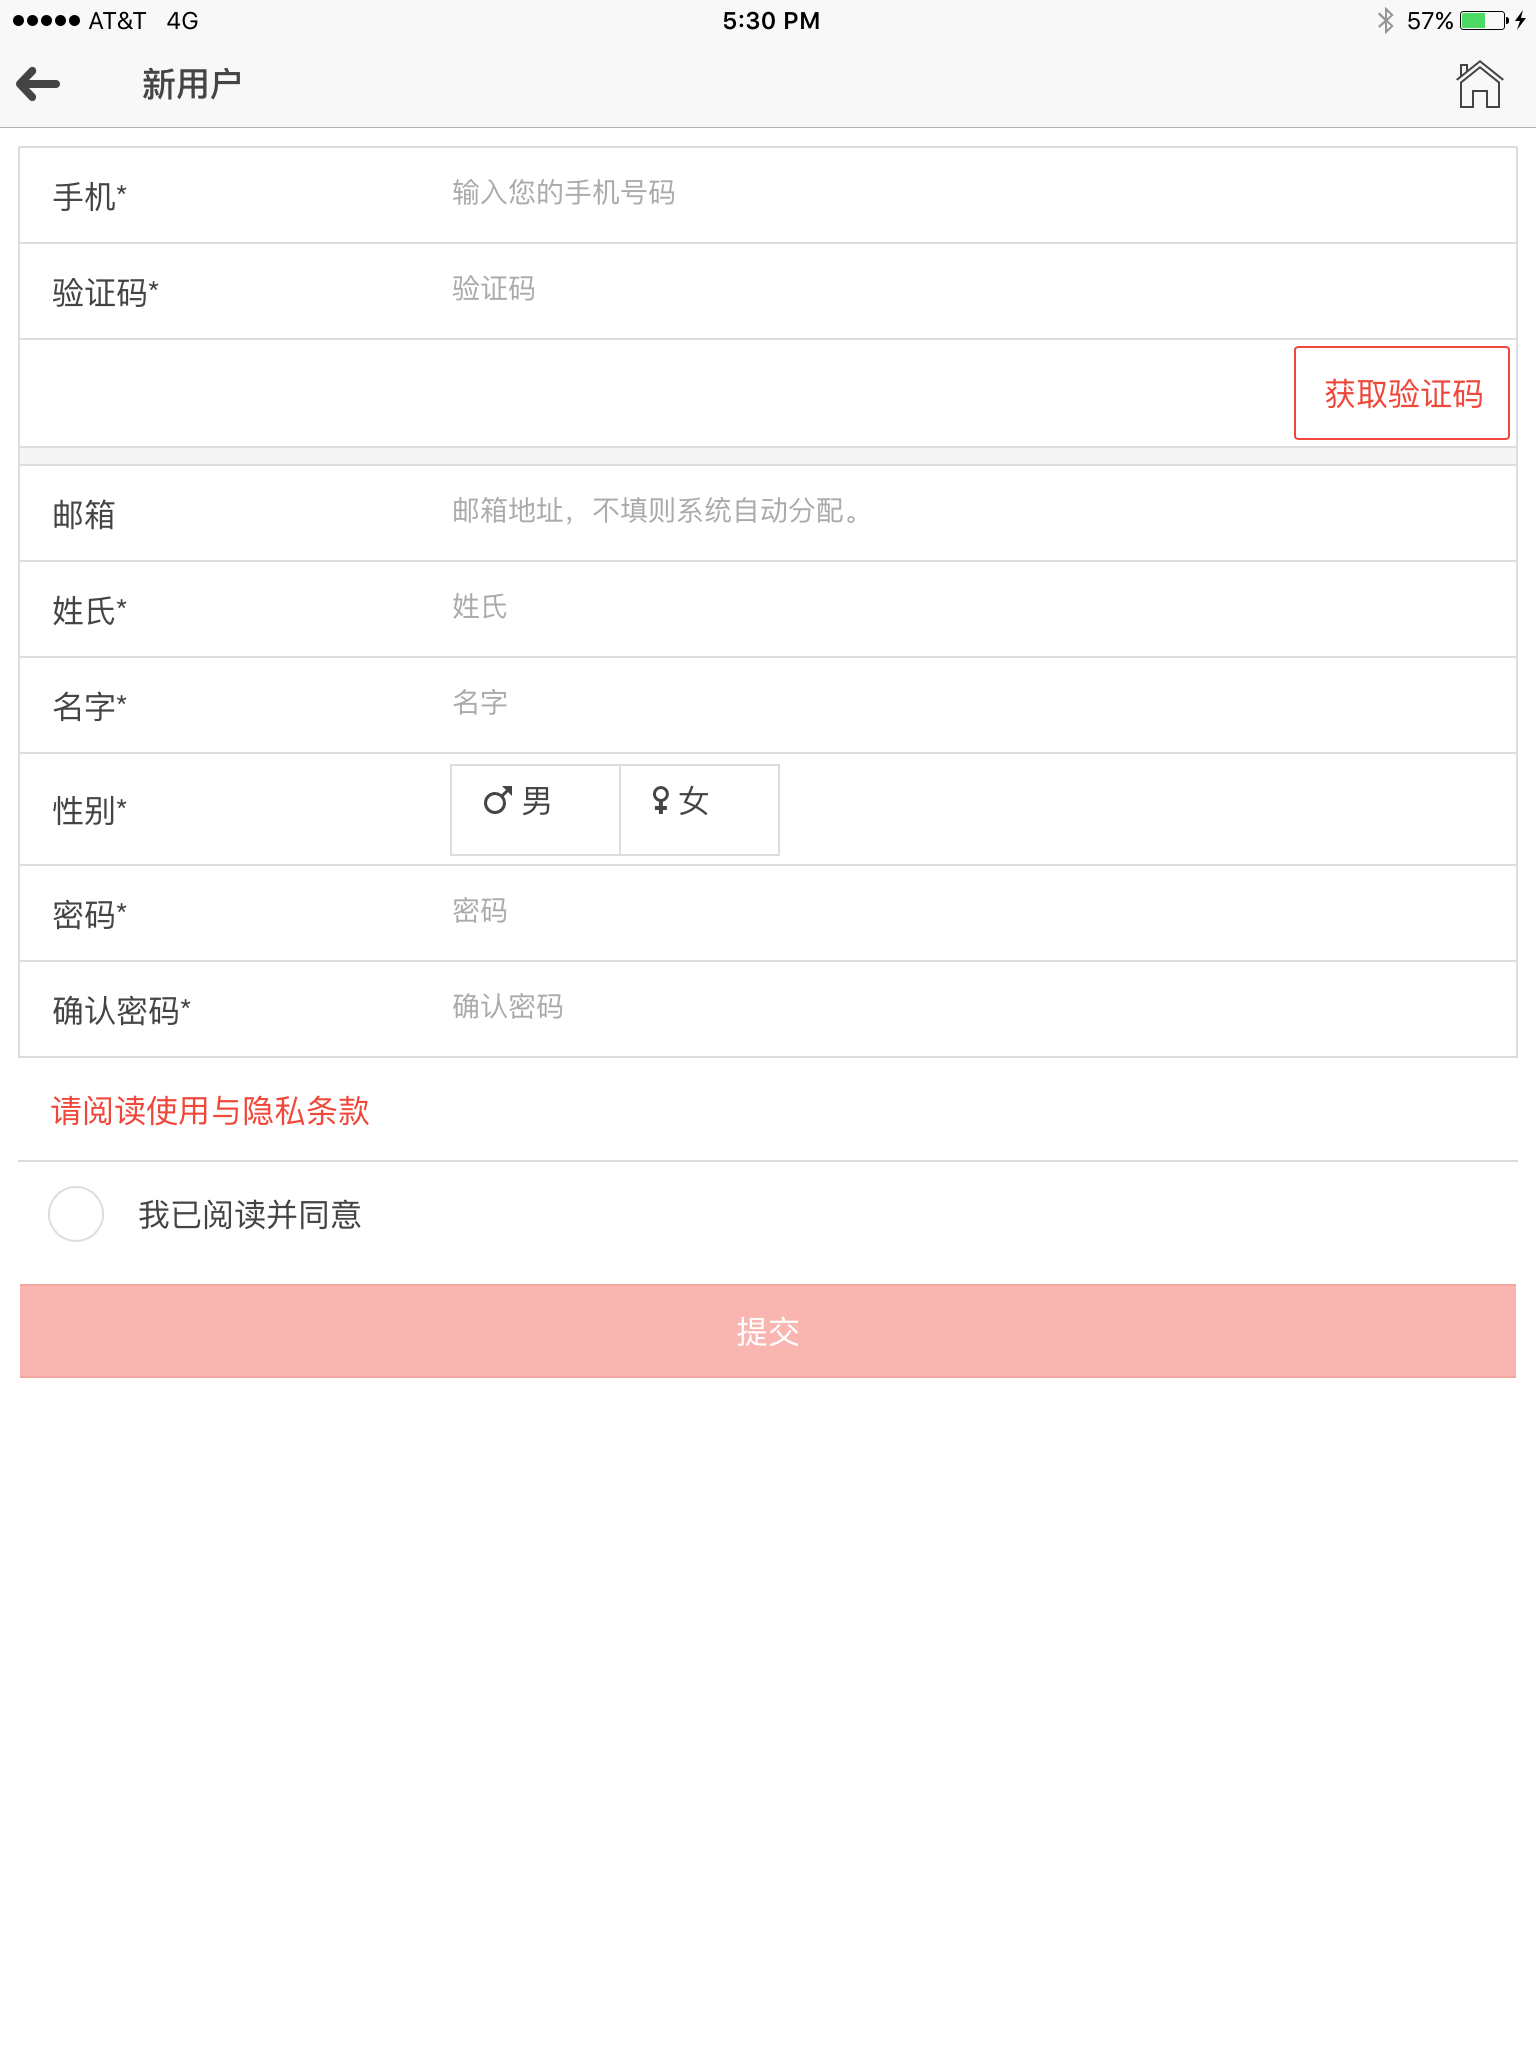 AT&T 4G 5:30 PM 57%
新用户
手机* 输入您的手机号码
验证码* 验证码
获取验证码
邮箱 邮箱地址，不填则系统自动分配。
姓氏* 姓氏
名字* 名字
性别* 男 女
密码* 密码
确认密码* 确认密码
请阅读使用与隐私条款
我已阅读并同意
提交